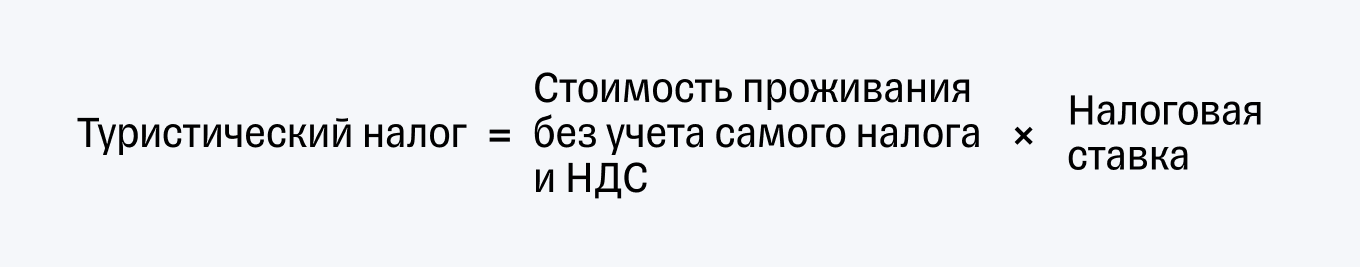 Туристический налог =
Стоимость проживания
без учета самого налога
и НДС
×
Налоговая
ставка